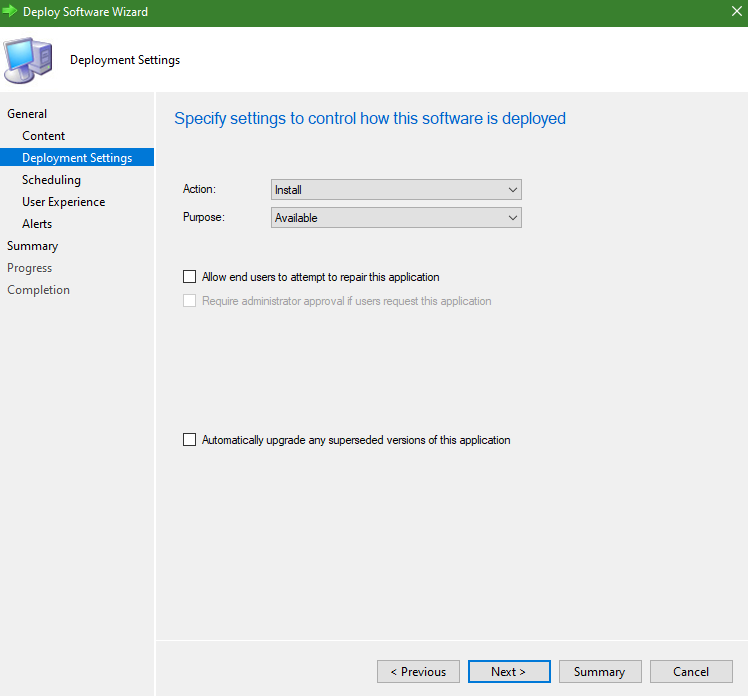 Deploy Software Wizard
Deployment Settings
General
Content
Deployment Settings
Scheduling
User Experience
Alerts
Summary
Progress
Completion
Specify settings to control how this software is deployed
Action: Install
Purpose: Available
Allow end users to attempt to repair this application
Require administrator approval if users request this application
Automatically upgrade any superseded versions of this application
< Previous Next > Summary Cancel